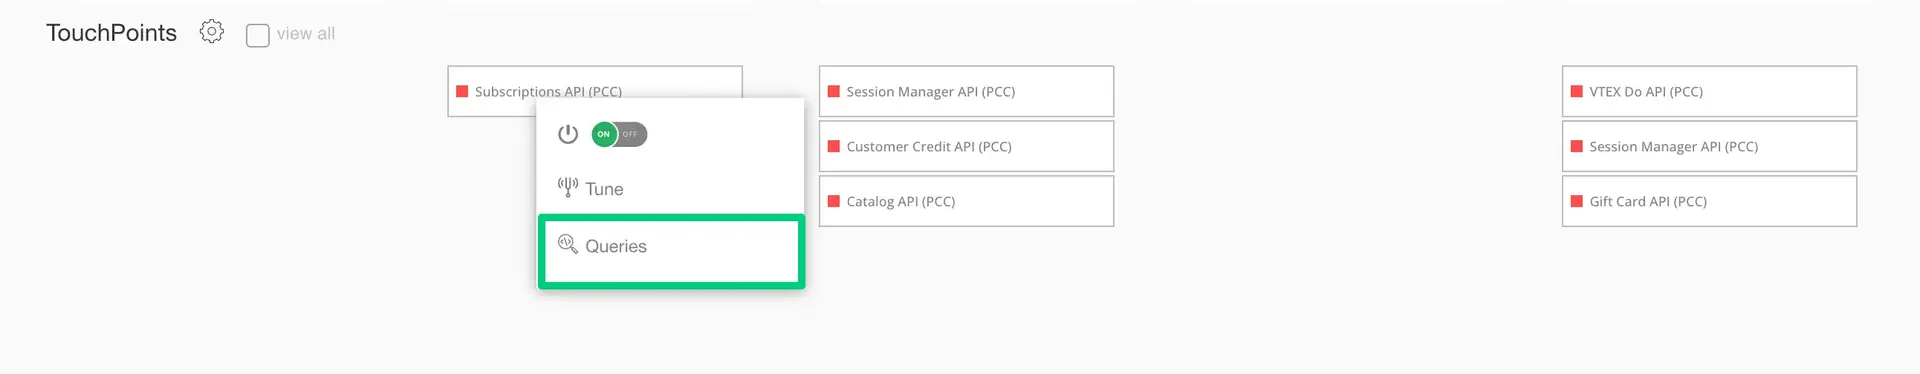 TouchPoints view all
Subscriptions API (PCC)
ON OFF
Tune
Queries
Session Manager API (PCC)
Customer Credit API (PCC)
Catalog API (PCC)
VTEX Do API (PCC)
Session Manager API (PCC)
Gift Card API (PCC)